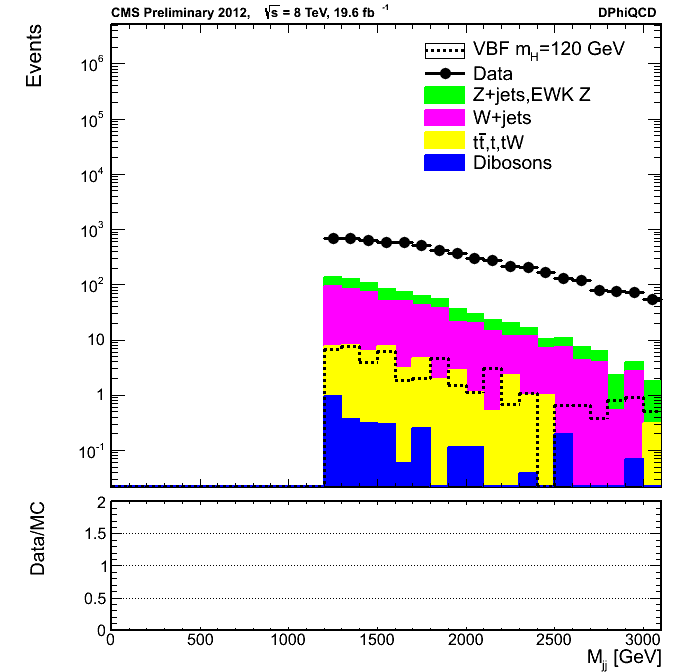 CMS Preliminary 2012, √s = 8 TeV, 19.6 fb⁻¹ DPhiQCD
Events
VBF m_H=120 GeV
Data
Z+jets,EWK Z
W+jets
tt̄,t,tW
Dibosons
10⁶
10⁵
10⁴
10³
10²
10
1
10⁻¹
Data/MC
2
1.5
1
0.5
0
0 500 1000 1500 2000 2500 3000
M_jj [GeV]